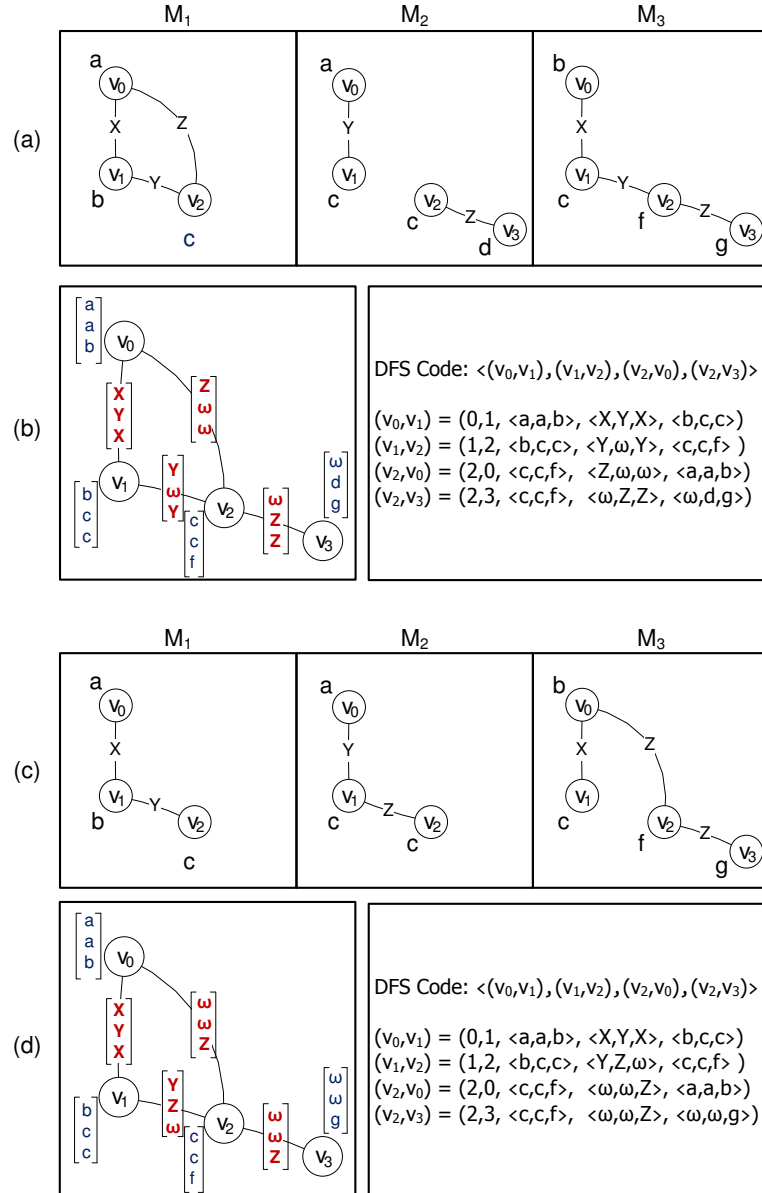 M1 M2 M3
(a)
a
v0
X
Z
v1
Y
v2
b
c
a
v0
Y
v1
c
v2
c
Z
v3
d
b
v0
X
v1
c
Y
v2
f
Z
v3
g
(b)
a
a
b
v0
X
Y
X
Z
ω
ω
v1
b
c
c
Y
ω
Y
v2
c
c
f
ω
Z
Z
ω
d
g
v3
DFS Code: <(v0,v1),(v1,v2),(v2,v0),(v2,v3)>
(v0,v1) = (0,1, <a,a,b>, <X,Y,X>, <b,c,c>)
(v1,v2) = (1,2, <b,c,c>, <Y,ω,Y>, <c,c,f> )
(v2,v0) = (2,0, <c,c,f>, <Z,ω,ω>, <a,a,b>)
(v2,v3) = (2,3, <c,c,f>, <ω,Z,Z>, <ω,d,g>)
M1 M2 M3
(c)
a
v0
X
v1
b
Y
v2
c
a
v0
Y
v1
c
Z
v2
c
b
v0
X
Z
v1
c
v2
f
Z
v3
g
(d)
a
a
b
v0
X
Y
X
ω
ω
Z
v1
b
c
c
Y
Z
ω
v2
c
c
f
ω
ω
Z
ω
ω
g
v3
DFS Code: <(v0,v1),(v1,v2),(v2,v0),(v2,v3)>
(v0,v1) = (0,1, <a,a,b>, <X,Y,X>, <b,c,c>)
(v1,v2) = (1,2, <b,c,c>, <Y,Z,ω>, <c,c,f> )
(v2,v0) = (2,0, <c,c,f>, <ω,ω,Z>, <a,a,b>)
(v2,v3) = (2,3, <c,c,f>, <ω,ω,Z>, <ω,ω,g>)